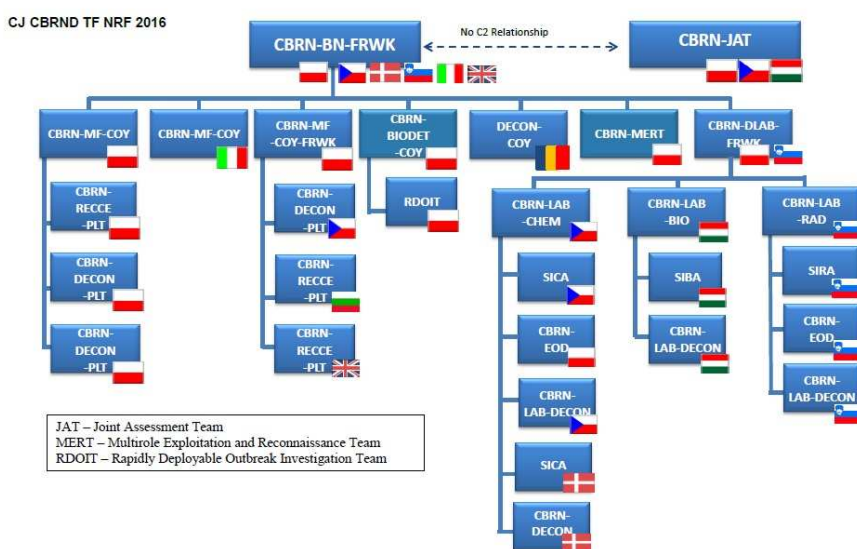 CJ CBRND TF NRF 2016
CBRN-BN-FRWK
No C2 Relationship
CBRN-JAT
CBRN-MF-COY
CBRN-MF-COY
CBRN-MF
-COY-FRWK
CBRN-
BIODET-
COY
DECON-
COY
CBRN-MERT
CBRN-DLAB-
FRWK
CBRN-
RECCE
-PLT
CBRN-
DECON
-PLT
CBRN-
DECON
-PLT
CBRN-
DECON
-PLT
CBRN-
RECCE
-PLT
CBRN-
RECCE
-PLT
RDOIT
CBRN-LAB
-CHEM
SICA
CBRN-
EOD
CBRN-
LAB-DECON
SICA
CBRN-
DECON
CBRN-LAB
-BIO
SIBA
CBRN-
LAB-DECON
CBRN-LAB
-RAD
SIRA
CBRN-
EOD
CBRN-
LAB-DECON
JAT – Joint Assessment Team
MERT – Multirole Exploitation and Reconnaissance Team
RDOIT – Rapidly Deployable Outbreak Investigation Team